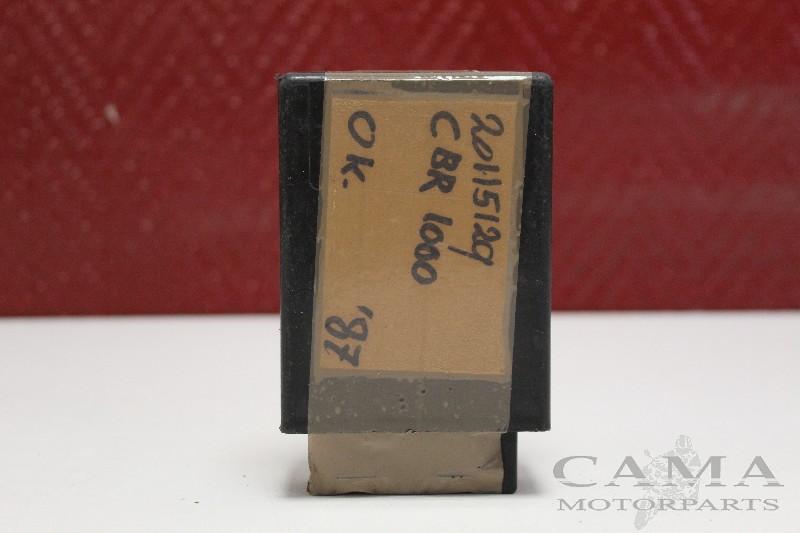 20115129
CBR 1000
OK. '87
CAMA
MOTORPARTS